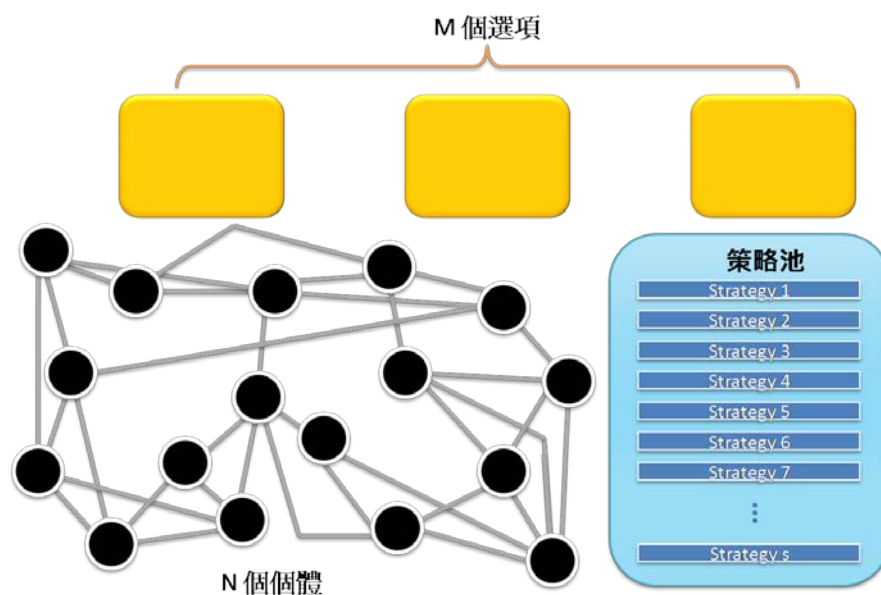 M 個選項
策略池
Strategy 1
Strategy 2
Strategy 3
Strategy 4
Strategy 5
Strategy 6
Strategy 7
⋮
Strategy s
N 個個體